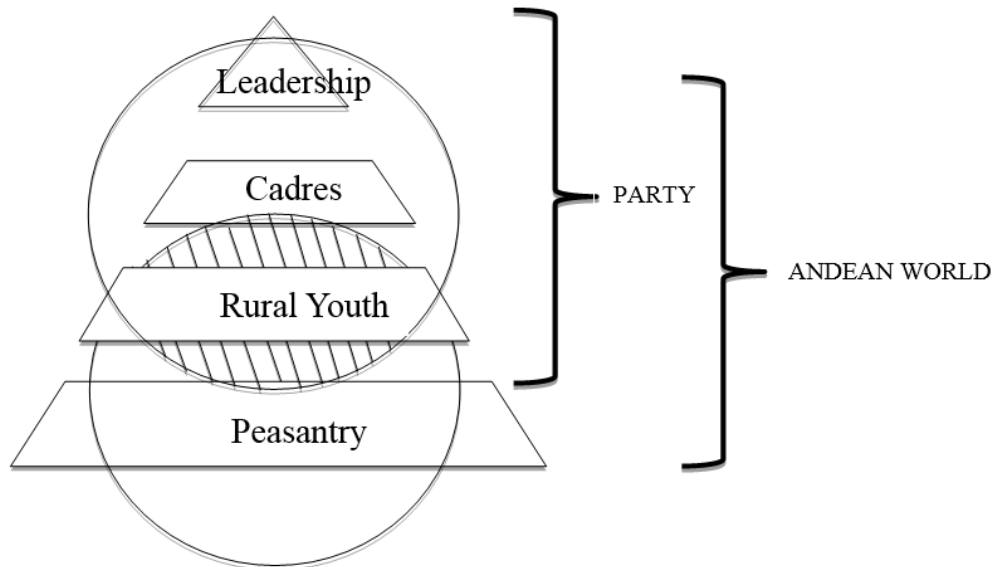 Leadership
Cadres
PARTY
ANDEAN WORLD
Rural Youth
Peasantry